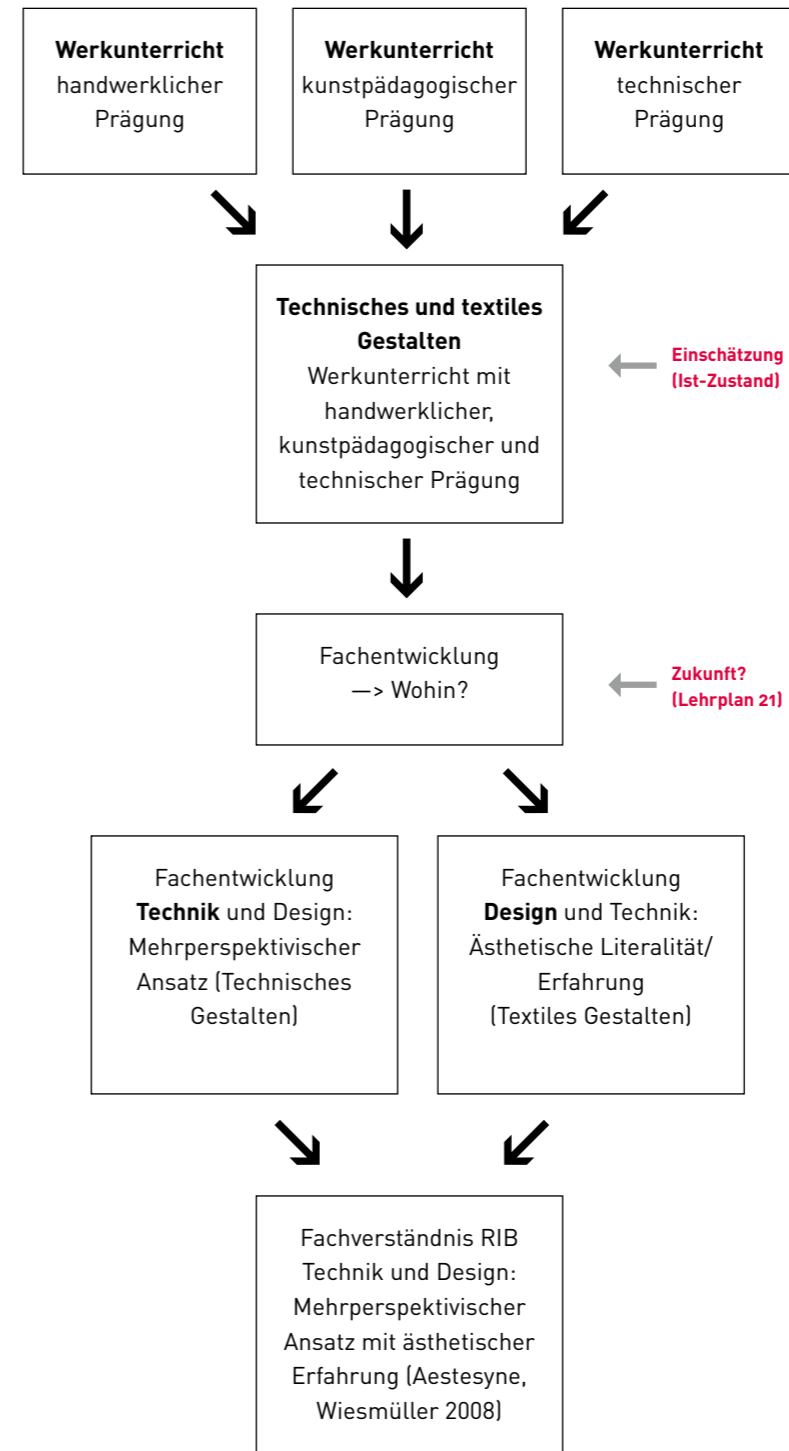 Werkunterricht
handwerklicher
Prägung
Werkunterricht
kunstpädagogischer
Prägung
Werkunterricht
technischer
Prägung
Technisches und textiles
Gestalten
Werkunterricht mit
handwerklicher,
kunstpädagogischer und
technischer Prägung
Einschätzung
(Ist-Zustand)
Fachentwicklung
—> Wohin?
Zukunft?
(Lehrplan 21)
Fachentwicklung
Technik und Design:
Mehrperspektivischer
Ansatz (Technisches
Gestalten)
Fachentwicklung
Design und Technik:
Ästhetische Literalität/
Erfahrung
(Textiles Gestalten)
Fachverständnis RIB
Technik und Design:
Mehrperspektivischer
Ansatz mit ästhetischer
Erfahrung (Aestesyne,
Wiesmüller 2008)